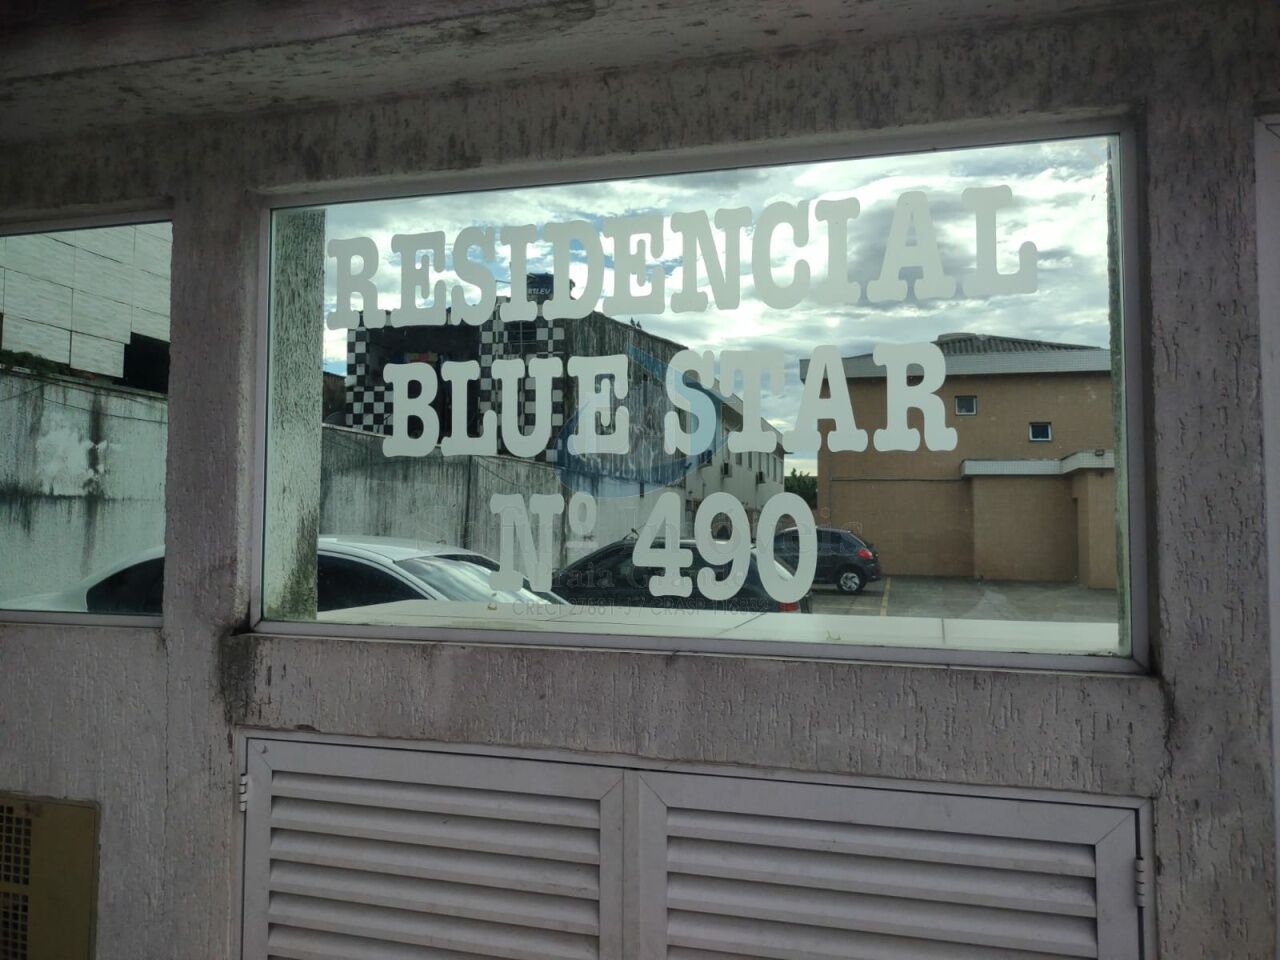 RESIDENCIAL
BLUE STAR
Nº 490